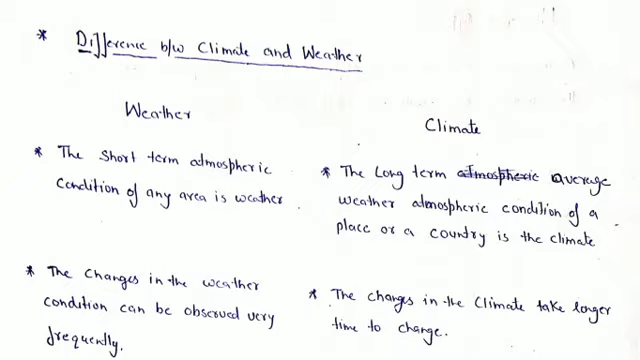 * Difference b/w Climate and Weather
Weather
Climate
* The Short term atmospheric
Condition of any area is weather
* The Long term atmospheric average
weather atmospheric condition of a
place or a country is the climate
* The Changes in the weather
condition can be observed very
frequently.
* The changes in the Climate take longer
time to change.